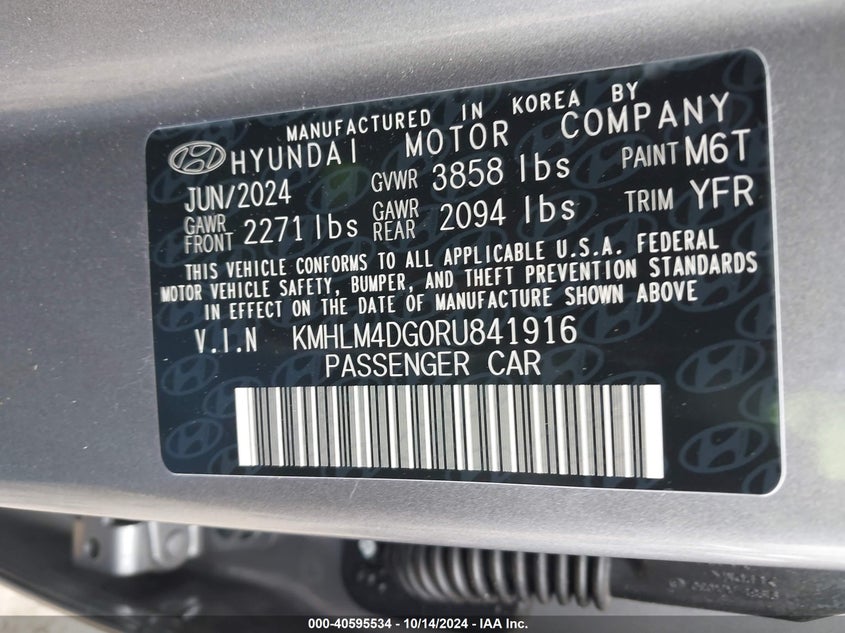 MANUFACTURED IN KOREA BY
HYUNDAI MOTOR COMPANY
JUN/2024 GVWR 3858 lbs PAINT M6T
GAWR FRONT 2271 lbs GAWR REAR 2094 lbs TRIM YFR
THIS VEHICLE CONFORMS TO ALL APPLICABLE U.S.A. FEDERAL
MOTOR VEHICLE SAFETY, BUMPER, AND THEFT PREVENTION STANDARDS
IN EFFECT ON THE DATE OF MANUFACTURE SHOWN ABOVE
V.I.N KMHLM4DG0RU841916
PASSENGER CAR
000-40595534 - 10/14/2024 - IAA Inc.